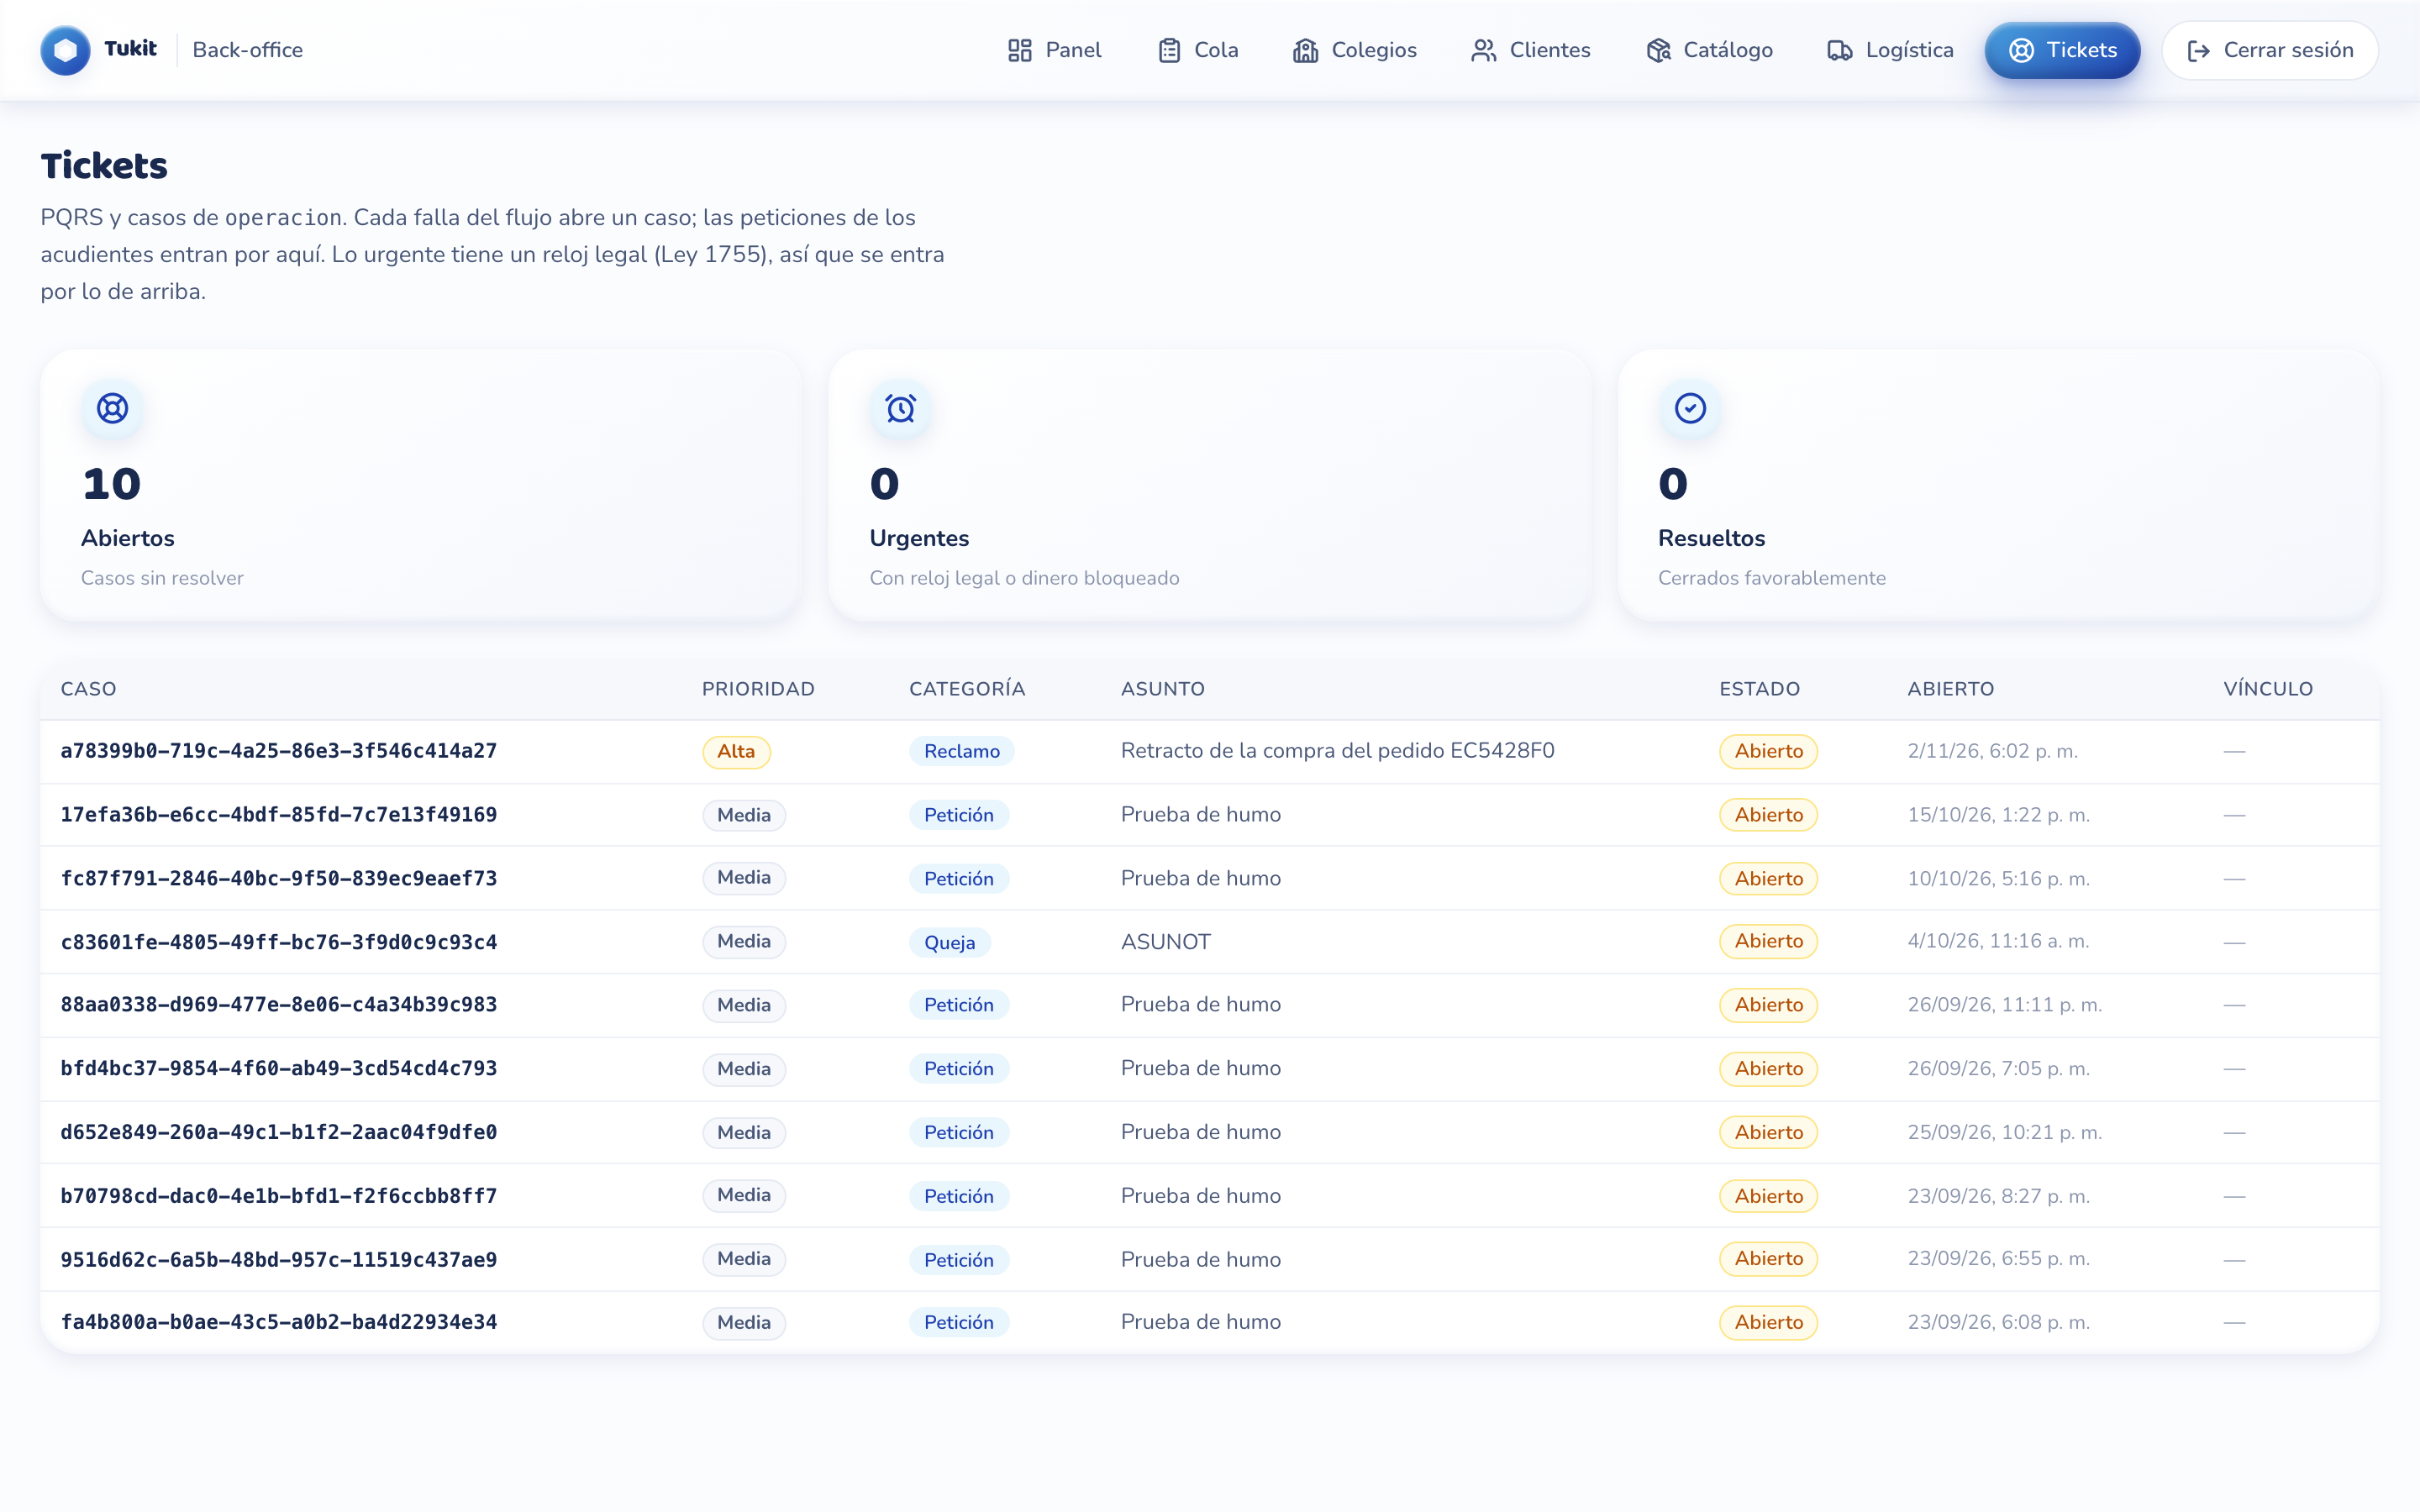 Tukit Back-office Panel Cola Colegios Clientes Catálogo Logística Tickets Cerrar sesión
Tickets
PQRS y casos de operacion. Cada falla del flujo abre un caso; las peticiones de los
acudientes entran por aquí. Lo urgente tiene un reloj legal (Ley 1755), así que se entra
por lo de arriba.
10
Abiertos
Casos sin resolver
0
Urgentes
Con reloj legal o dinero bloqueado
0
Resueltos
Cerrados favorablemente
CASO PRIORIDAD CATEGORÍA ASUNTO ESTADO ABIERTO VÍNCULO
a78399b0-719c-4a25-86e3-3f546c414a27 Alta Reclamo Retracto de la compra del pedido EC5428F0 Abierto 2/11/26, 6:02 p. m. —
17efa36b-e6cc-4bdf-85fd-7c7e13f49169 Media Petición Prueba de humo Abierto 15/10/26, 1:22 p. m. —
fc87f791-2846-40bc-9f50-839ec9eaef73 Media Petición Prueba de humo Abierto 10/10/26, 5:16 p. m. —
c83601fe-4805-49ff-bc76-3f9d0c9c93c4 Media Queja ASUNOT Abierto 4/10/26, 11:16 a. m. —
88aa0338-d969-477e-8e06-c4a34b39c983 Media Petición Prueba de humo Abierto 26/09/26, 11:11 p. m. —
bfd4bc37-9854-4f60-ab49-3cd54cd4c793 Media Petición Prueba de humo Abierto 26/09/26, 7:05 p. m. —
d652e849-260a-49c1-b1f2-2aac04f9dfe0 Media Petición Prueba de humo Abierto 25/09/26, 10:21 p. m. —
b70798cd-dac0-4e1b-bfd1-f2f6ccbb8ff7 Media Petición Prueba de humo Abierto 23/09/26, 8:27 p. m. —
9516d62c-6a5b-48bd-957c-11519c437ae9 Media Petición Prueba de humo Abierto 23/09/26, 6:55 p. m. —
fa4b800a-b0ae-43c5-a0b2-ba4d22934e34 Media Petición Prueba de humo Abierto 23/09/26, 6:08 p. m. —